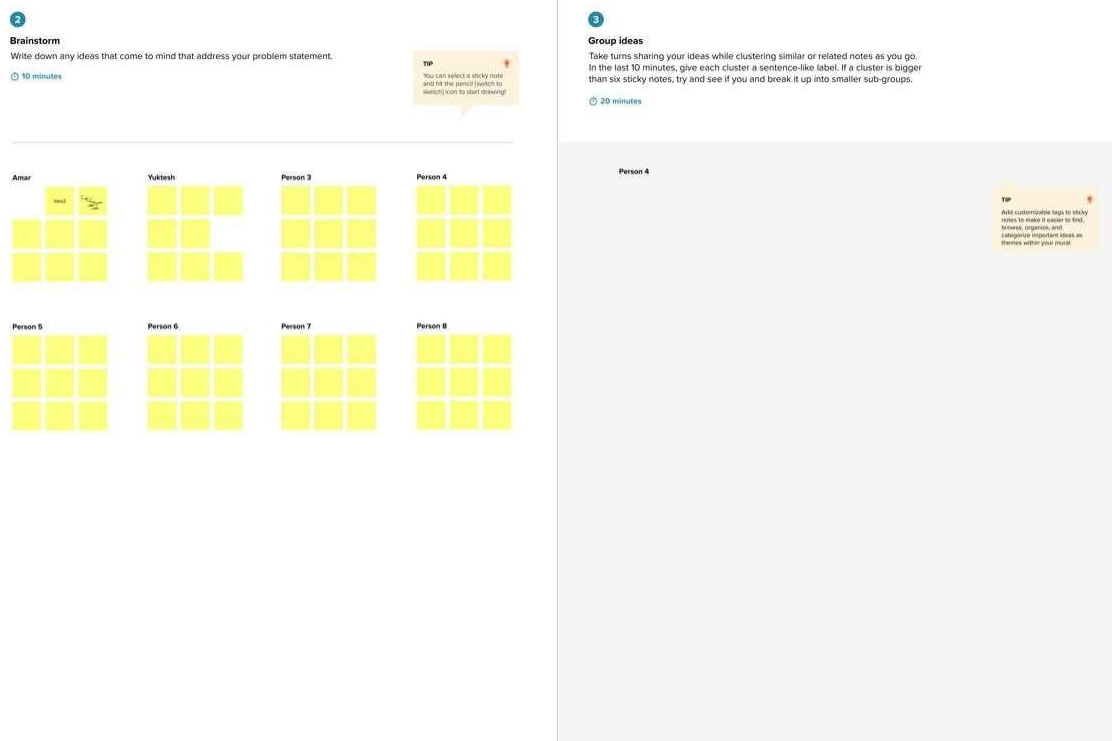 2
Brainstorm
Write down any ideas that come to mind that address your problem statement.
10 minutes
TIP
You can select a sticky note
and hit the pencil [switch to
sketch] icon to start drawing!
Amar
Yuktesh
Person 3
Person 4
Person 5
Person 6
Person 7
Person 8
3
Group ideas
Take turns sharing your ideas while clustering similar or related notes as you go.
In the last 10 minutes, give each cluster a sentence-like label. If a cluster is bigger
than six sticky notes, try and see if you and break it up into smaller sub-groups.
20 minutes
Person 4
TIP
Add customizable tags to sticky
notes to make it easier to find,
browse, organize, and
categorize important ideas as
themes within your mural.